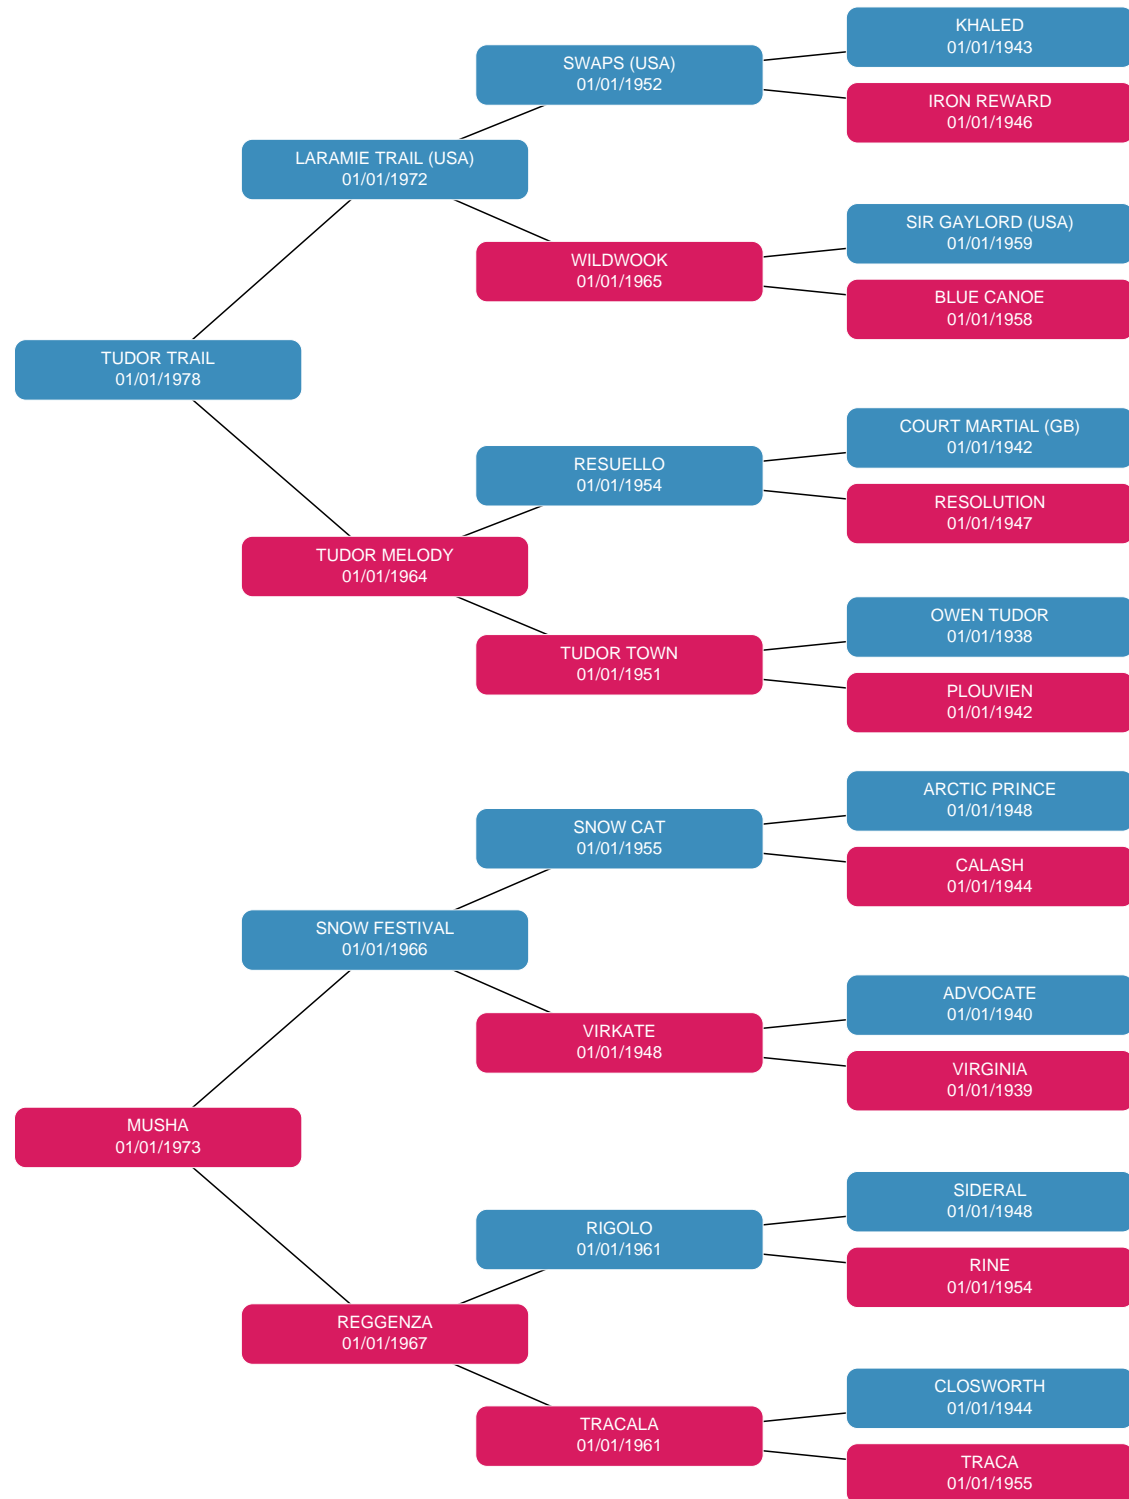 KHALED
01/01/1943
SWAPS (USA)
01/01/1952
IRON REWARD
01/01/1946
LARAMIE TRAIL (USA)
01/01/1972
SIR GAYLORD (USA)
01/01/1959
WILDWOOK
01/01/1965
BLUE CANOE
01/01/1958
TUDOR TRAIL
01/01/1978
COURT MARTIAL (GB)
01/01/1942
RESUELLO
01/01/1954
RESOLUTION
01/01/1947
TUDOR MELODY
01/01/1964
OWEN TUDOR
01/01/1938
TUDOR TOWN
01/01/1951
PLOUVIEN
01/01/1942
ARCTIC PRINCE
01/01/1948
SNOW CAT
01/01/1955
CALASH
01/01/1944
SNOW FESTIVAL
01/01/1966
ADVOCATE
01/01/1940
VIRKATE
01/01/1948
VIRGINIA
01/01/1939
MUSHA
01/01/1973
SIDERAL
01/01/1948
RIGOLO
01/01/1961
RINE
01/01/1954
REGGENZA
01/01/1967
CLOSWORTH
01/01/1944
TRACALA
01/01/1961
TRACA
01/01/1955